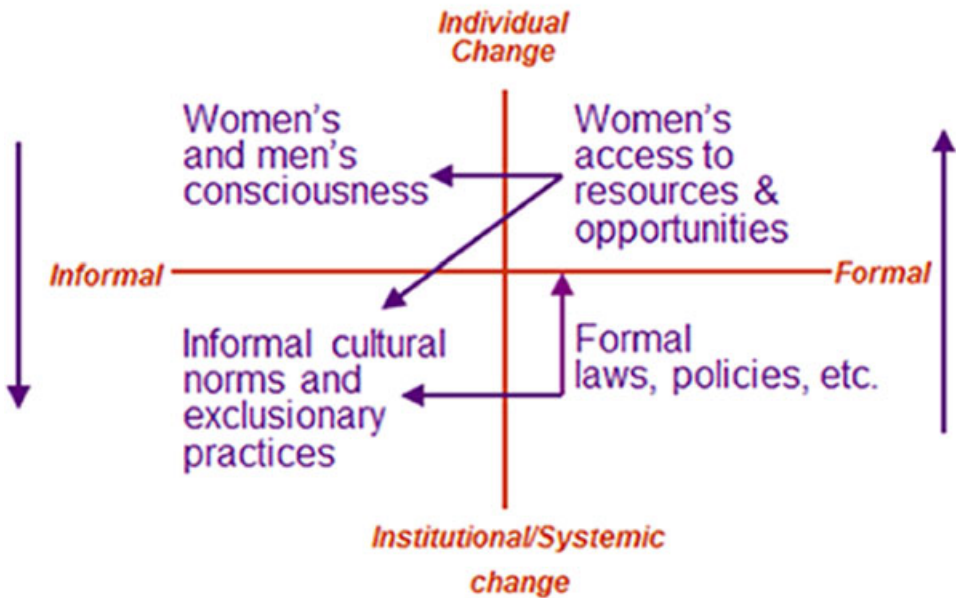 Individual
Change
Women's
and men's
consciousness
Women's
access to
resources &
opportunities
Informal
Formal
Informal cultural
norms and
exclusionary
practices
Formal
laws, policies, etc.
Institutional/Systemic
change